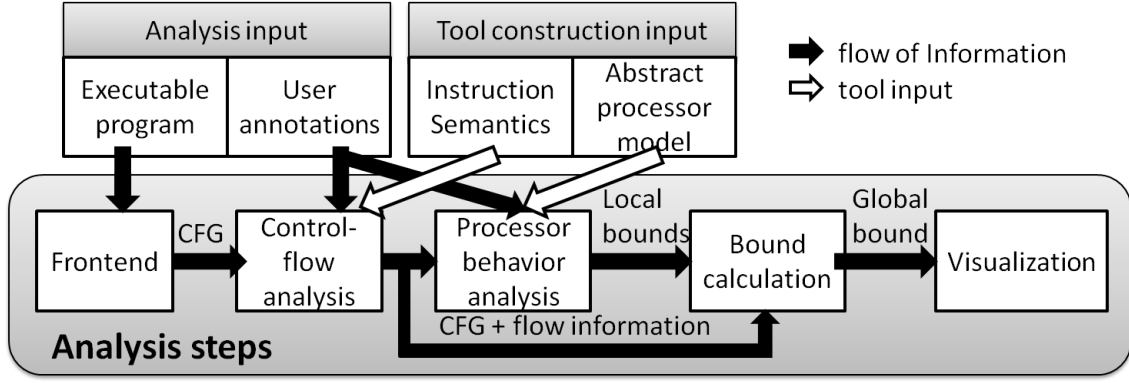 Analysis input
Tool construction input
flow of Information
tool input
Executable
program
User
annotations
Instruction
Semantics
Abstract
processor
model
CFG
Local
bounds
Global
bound
Frontend
Control-
flow
analysis
Processor
behavior
analysis
Bound
calculation
Visualization
CFG + flow information
Analysis steps